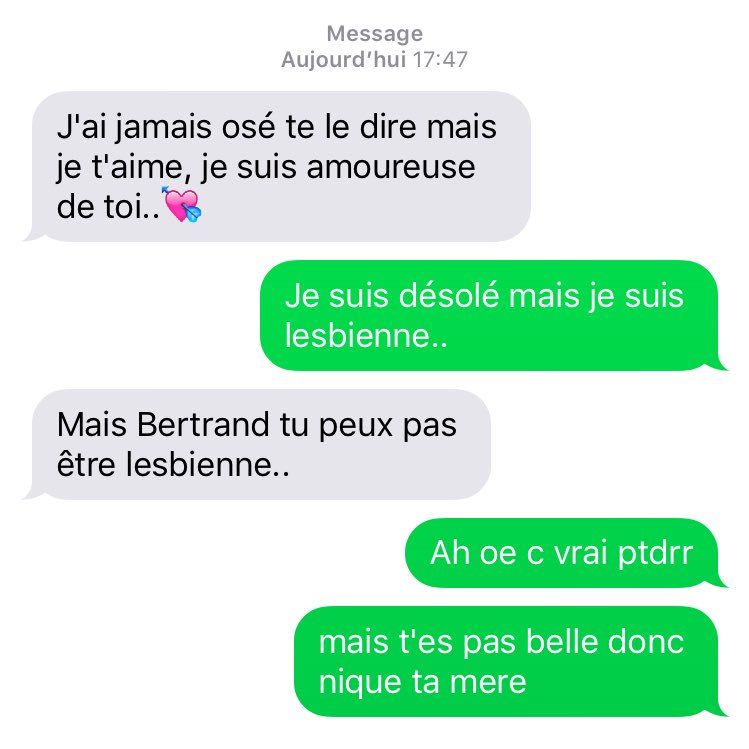 Message
Aujourd’hui 17:47
J'ai jamais osé te le dire mais
je t'aime, je suis amoureuse
de toi..💘
Je suis désolé mais je suis
lesbienne..
Mais Bertrand tu peux pas
être lesbienne..
Ah oe c vrai ptdrr
mais t'es pas belle donc
nique ta mere